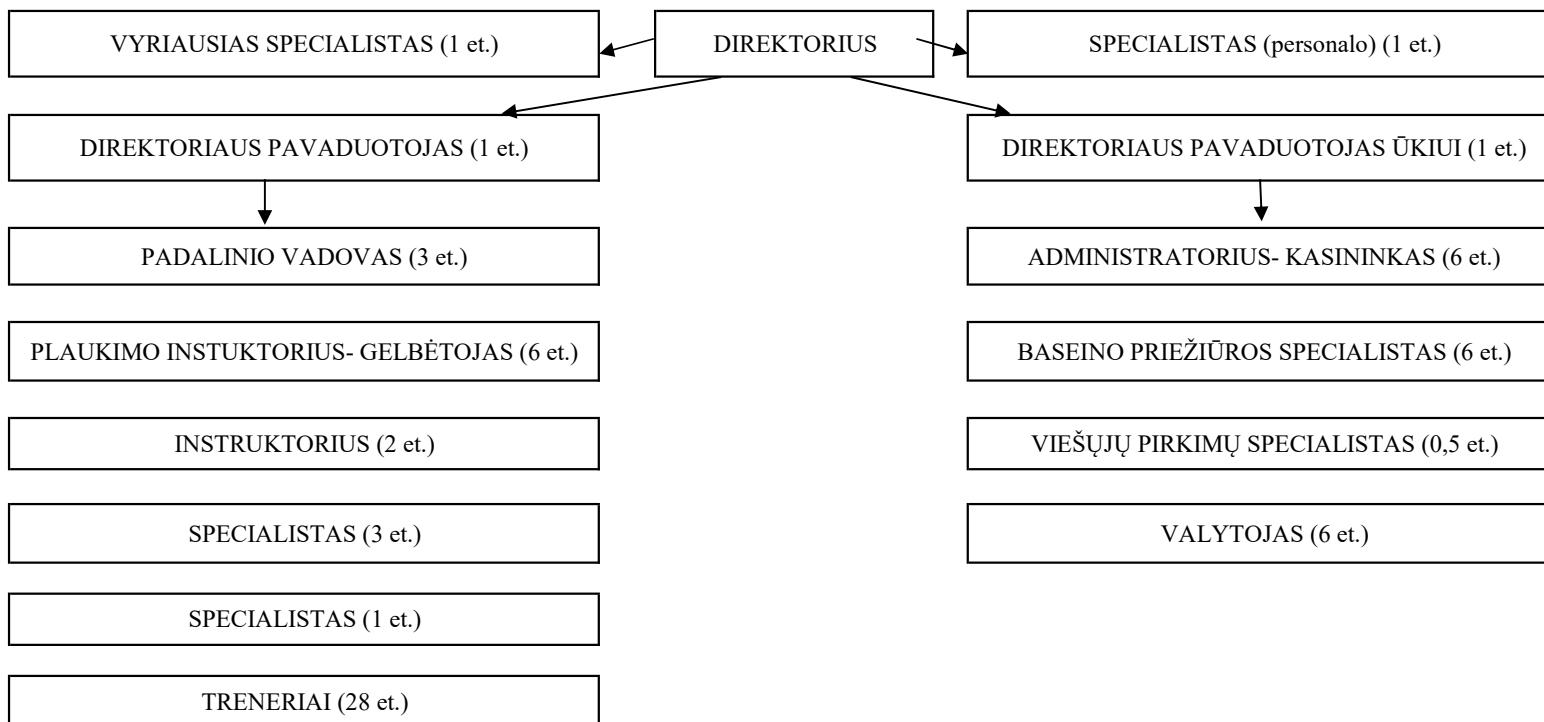 VYRIAUSIAS SPECIALISTAS (1 et.)
DIREKTORIUS
SPECIALISTAS (personalo) (1 et.)
DIREKTORIAUS PAVADUOTOJAS (1 et.)
DIREKTORIAUS PAVADUOTOJAS ŪKIUI (1 et.)
PADALINIO VADOVAS (3 et.)
ADMINISTRATORIUS- KASININKAS (6 et.)
PLAUKIMO INSTUKTORIUS- GELBĖTOJAS (6 et.)
BASEINO PRIEŽIŪROS SPECIALISTAS (6 et.)
INSTRUKTORIUS (2 et.)
VIEŠŲJŲ PIRKIMŲ SPECIALISTAS (0,5 et.)
SPECIALISTAS (3 et.)
VALYTOJAS (6 et.)
SPECIALISTAS (1 et.)
TRENERIAI (28 et.)